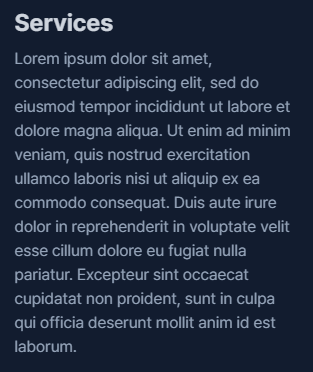 Services
Lorem ipsum dolor sit amet,
consectetur adipiscing elit, sed do
eiusmod tempor incididunt ut labore et
dolore magna aliqua. Ut enim ad minim
veniam, quis nostrud exercitation
ullamco laboris nisi ut aliquip ex ea
commodo consequat. Duis aute irure
dolor in reprehenderit in voluptate velit
esse cillum dolore eu fugiat nulla
pariatur. Excepteur sint occaecat
cupidatat non proident, sunt in culpa
qui officia deserunt mollit anim id est
laborum.